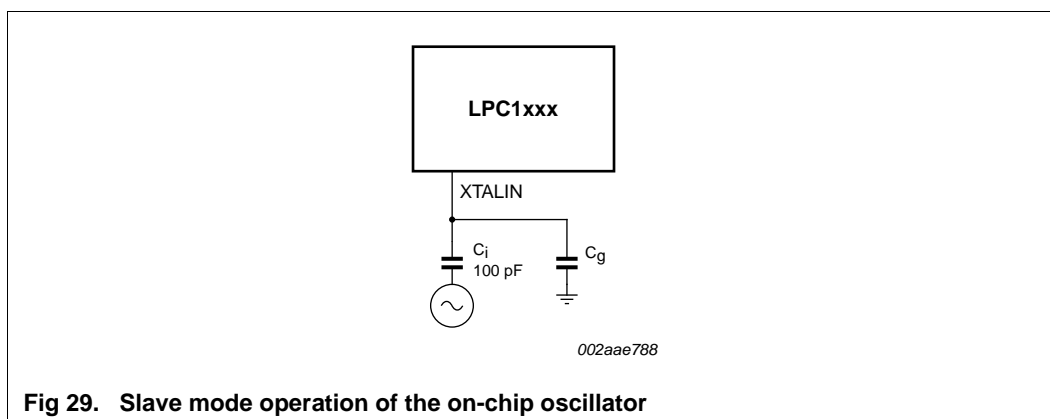 LPC1xxx
XTALIN
Ci
100 pF
Cg
002aae788
Fig 29. Slave mode operation of the on-chip oscillator